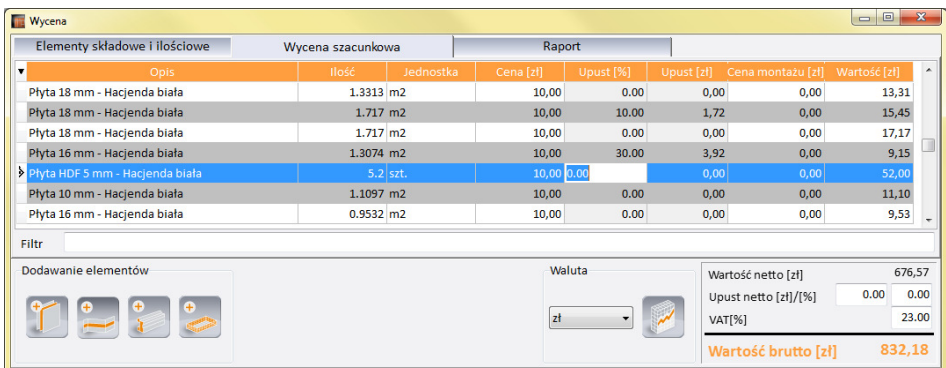 Wycena
Elementy składowe i ilościowe Wycena szacunkowa Raport
Opis Ilość Jednostka Cena [zł] Upust [%] Upust [zł] Cena montażu [zł] Wartość [zł]
Płyta 18 mm - Hacjenda biała 1.3313 m2 10,00 0.00 0,00 0,00 13,31
Płyta 18 mm - Hacjenda biała 1.717 m2 10,00 10.00 1,72 0,00 15,45
Płyta 18 mm - Hacjenda biała 1.717 m2 10,00 0.00 0,00 0,00 17,17
Płyta 16 mm - Hacjenda biała 1.3074 m2 10,00 30.00 3,92 0,00 9,15
Płyta HDF 5 mm - Hacjenda biała 5.2 szt. 10,00 0.00 0,00 0,00 52,00
Płyta 10 mm - Hacjenda biała 1.1097 m2 10,00 0.00 0,00 0,00 11,10
Płyta 16 mm - Hacjenda biała 0.9532 m2 10,00 0.00 0,00 0,00 9,53
Filtr
Dodawanie elementów
Waluta
zł
Wartość netto [zł] 676,57
Upust netto [zł]/[%] 0.00 0.00
VAT[%] 23.00
Wartość brutto [zł] 832,18